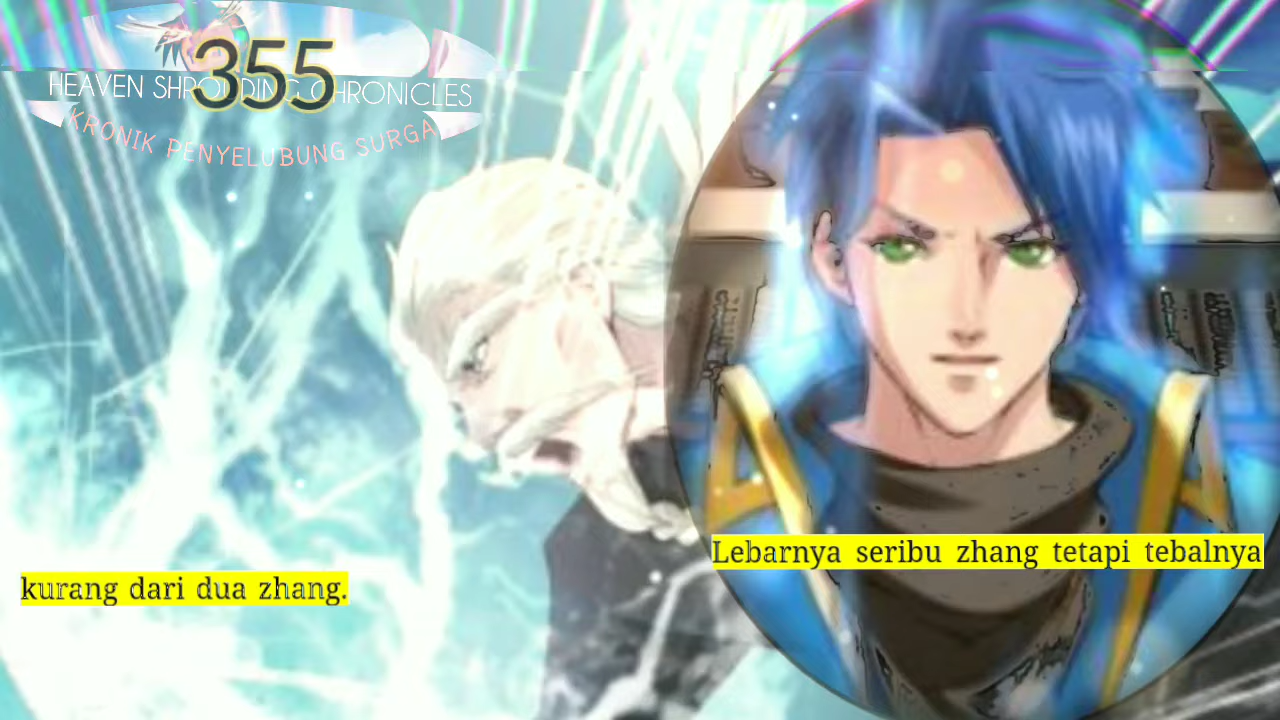 355
HEAVEN SHROUDING CHRONICLES
KRONIK PENYELUBUNG SURGA
Lebarnya seribu zhang tetapi tebalnya
kurang dari dua zhang.